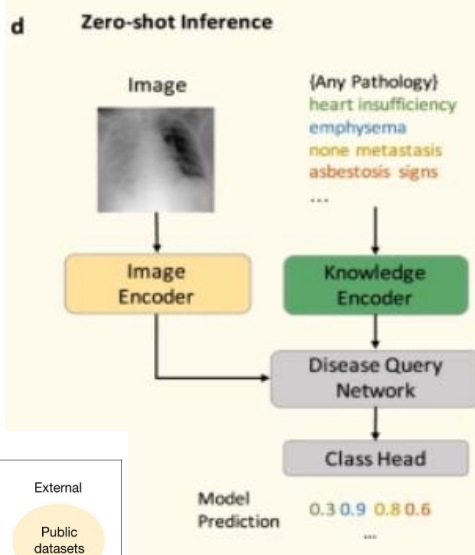 d Zero-shot Inference
Image
{Any Pathology}
heart insufficiency
emphysema
none metastasis
asbestosis signs
...
Image
Encoder
Knowledge
Encoder
Disease Query
Network
Class Head
Model
Prediction
0.3 0.9 0.8 0.6
...
External
Public
datasets